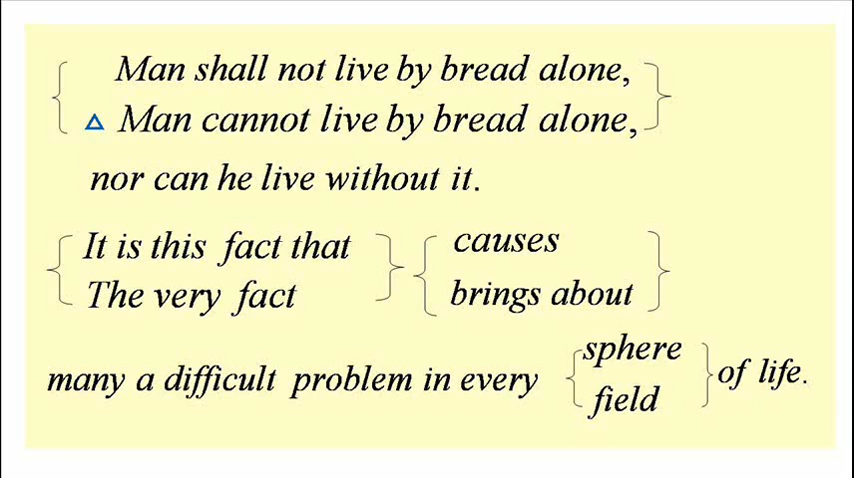 Man shall not live by bread alone,
△ Man cannot live by bread alone,
nor can he live without it.
It is this fact that causes
The very fact brings about
sphere
many a difficult problem in every of life.
field